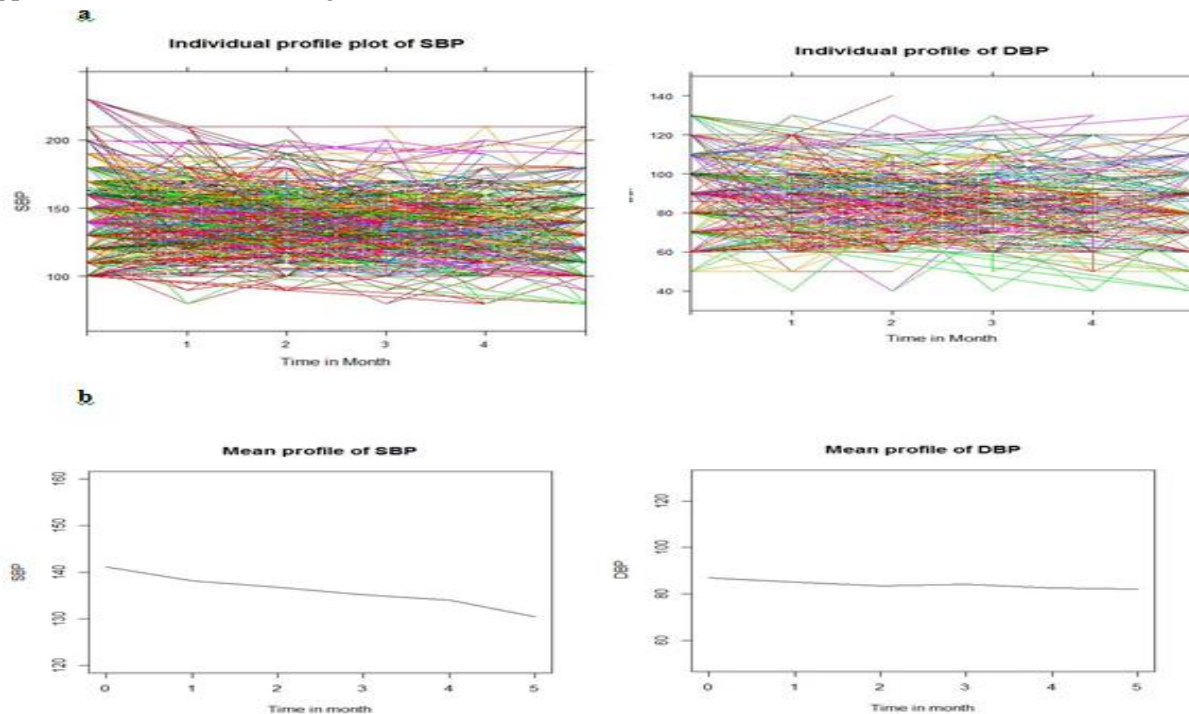 a
Individual profile plot of SBP
200
150
100
SBP
1 2 3 4
Time in Month
Individual profile of DBP
140
120
100
80
60
40
1 2 3 4
Time in Month
b
Mean profile of SBP
160
150
140
130
120
SBP
0 1 2 3 4 5
Time in month
Mean profile of DBP
120
100
80
60
DBP
0 1 2 3 4 5
Time in month